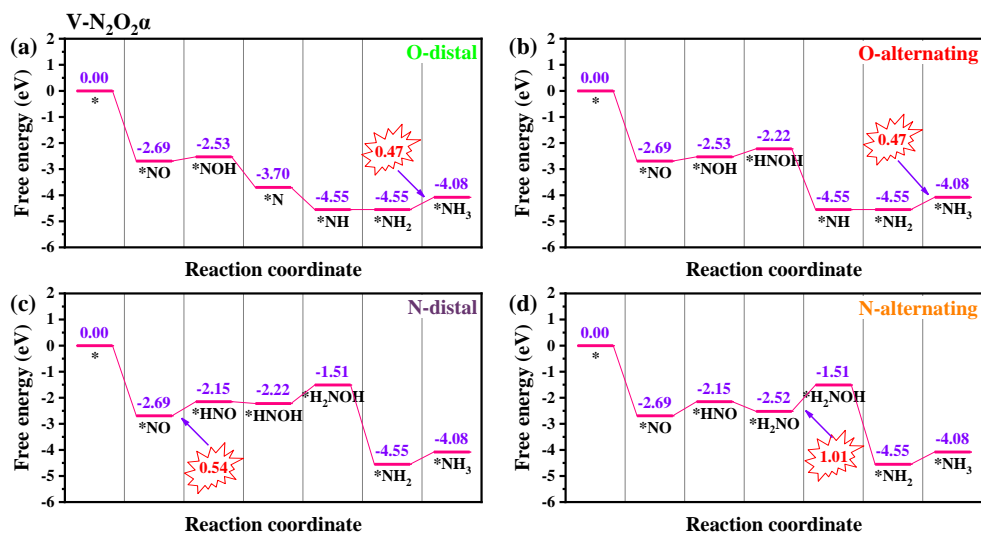 V-N₂O₂α
(a)
O-distal
Free energy (eV)
2
1
0
-1
-2
-3
-4
-5
-6
0.00
*
-2.69
*NO
-2.53
*NOH
-3.70
*N
-4.55
*NH
-4.55
*NH₂
-4.08
*NH₃
0.47
Reaction coordinate
(b)
O-alternating
Free energy (eV)
2
1
0
-1
-2
-3
-4
-5
-6
0.00
*
-2.69
*NO
-2.53
*NOH
-2.22
*HNOH
-4.55
*NH
-4.55
*NH₂
-4.08
*NH₃
0.47
Reaction coordinate
(c)
N-distal
Free energy (eV)
2
1
0
-1
-2
-3
-4
-5
-6
0.00
*
-2.69
*NO
-2.15
*HNO
-2.22
*HNOH
-1.51
*H₂NOH
-4.55
*NH₂
-4.08
*NH₃
0.54
Reaction coordinate
(d)
N-alternating
Free energy (eV)
2
1
0
-1
-2
-3
-4
-5
-6
0.00
*
-2.69
*NO
-2.15
*HNO
-2.52
*H₂NO
-1.51
*H₂NOH
-4.55
*NH₂
-4.08
*NH₃
1.01
Reaction coordinate